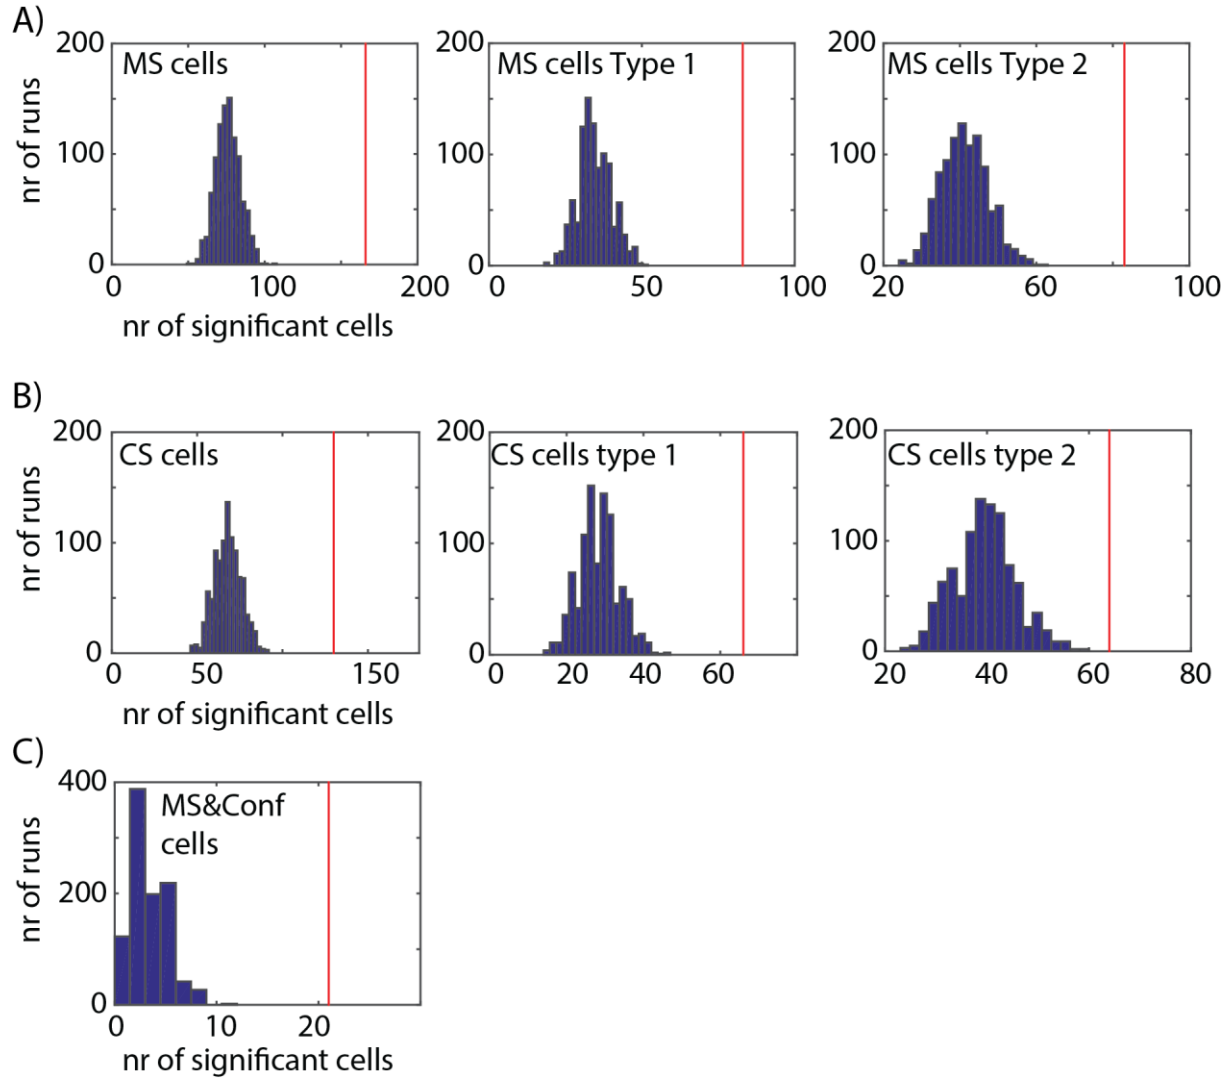 A)
200
100
0
nr of runs
MS cells
0 100 200
nr of significant cells
200
100
0
MS cells Type 1
0 50 100
200
100
0
MS cells Type 2
20 60 100
B)
200
100
0
nr of runs
CS cells
0 50 150
nr of significant cells
200
100
0
CS cells type 1
0 20 40 60
200
100
0
CS cells type 2
20 40 60 80
C)
400
200
0
nr of runs
MS&Conf
cells
0 10 20
nr of significant cells